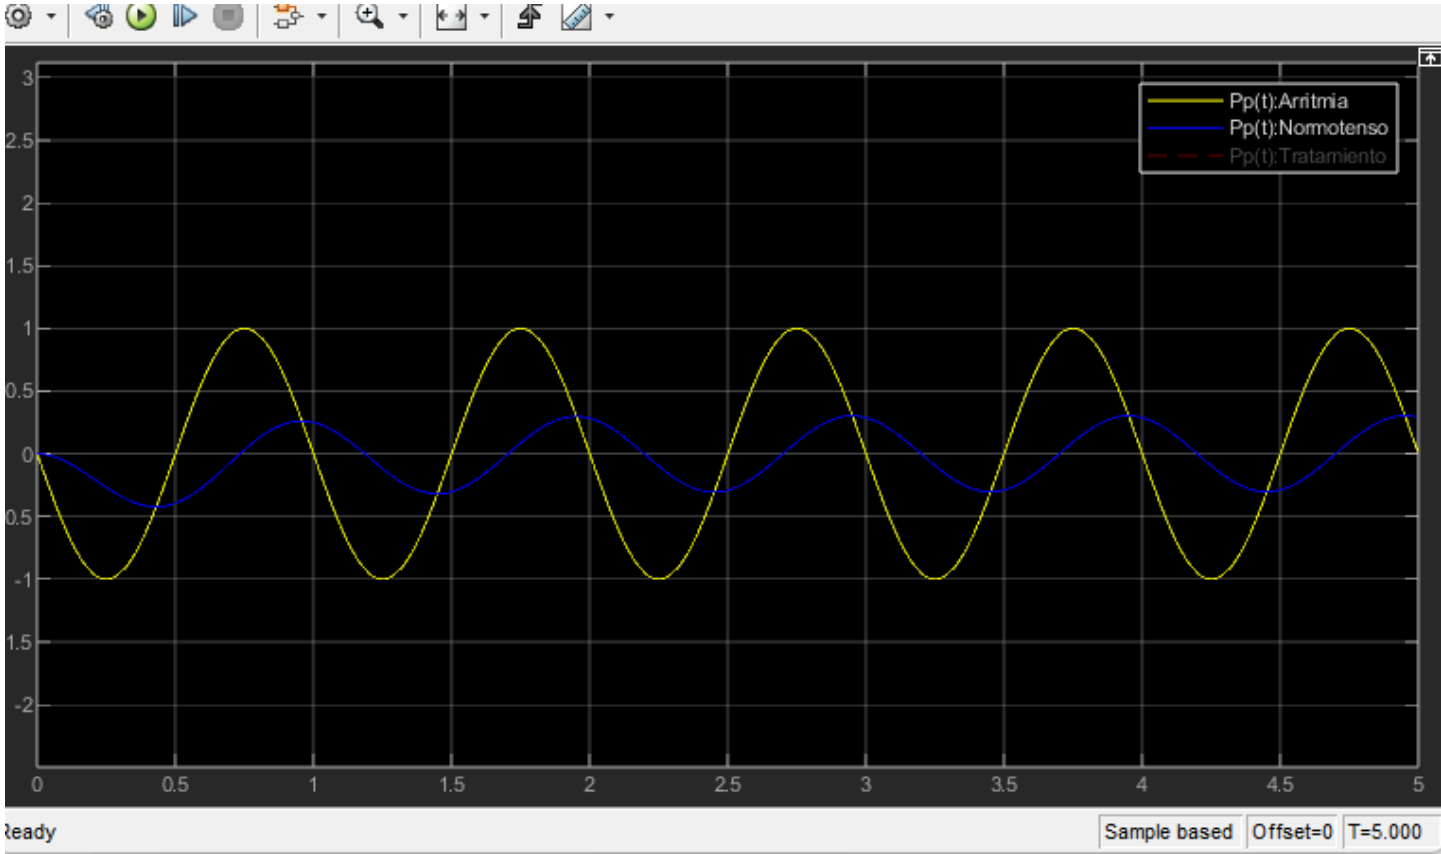 Pp(t):Arritmia
Pp(t):Normotenso
Pp(t):Tratamiento
3
2.5
2
1.5
1
0.5
0
0.5
-1
1.5
-2
0 0.5 1 1.5 2 2.5 3 3.5 4 4.5 5
Ready Sample based Offset=0 T=5.000